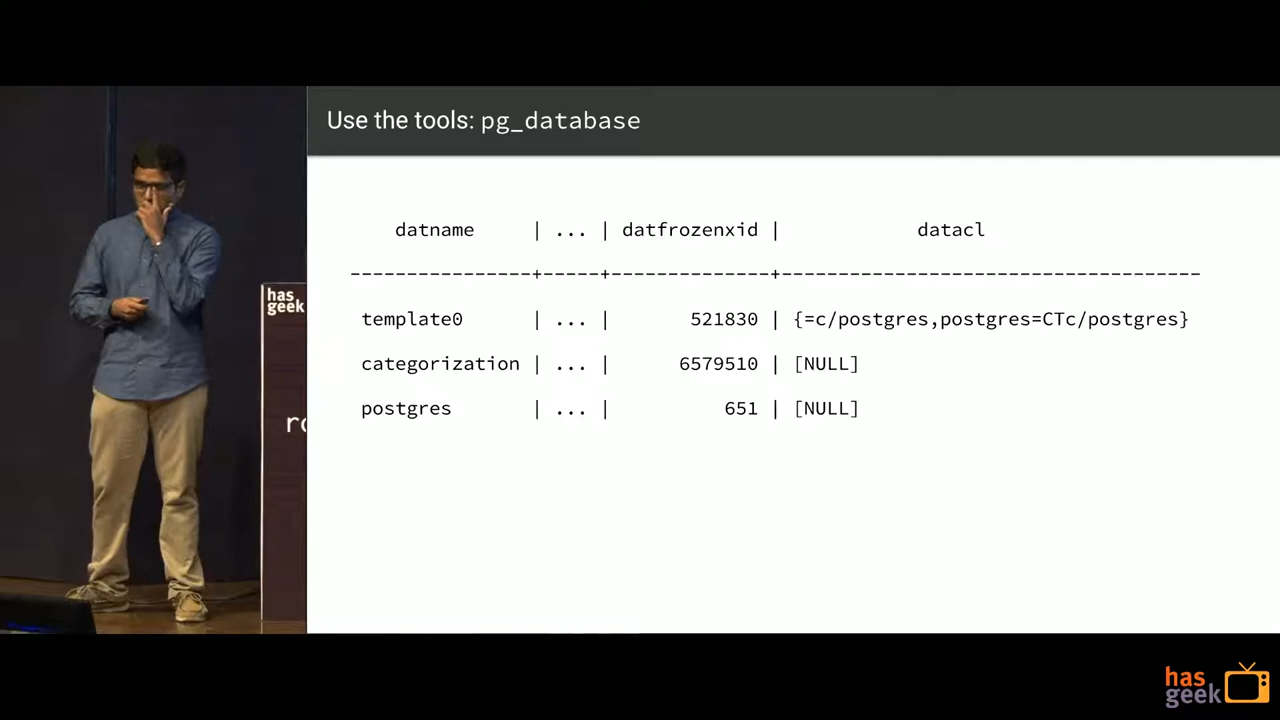 Use the tools: pg_database
datname | ... | datfrozenxid | datacl
----------------+-----+--------------+-------------------------------------
template0 | ... | 521830 | {=c/postgres,postgres=CTc/postgres}
categorization | ... | 6579510 | [NULL]
postgres | ... | 651 | [NULL]
has
geek
has
geek